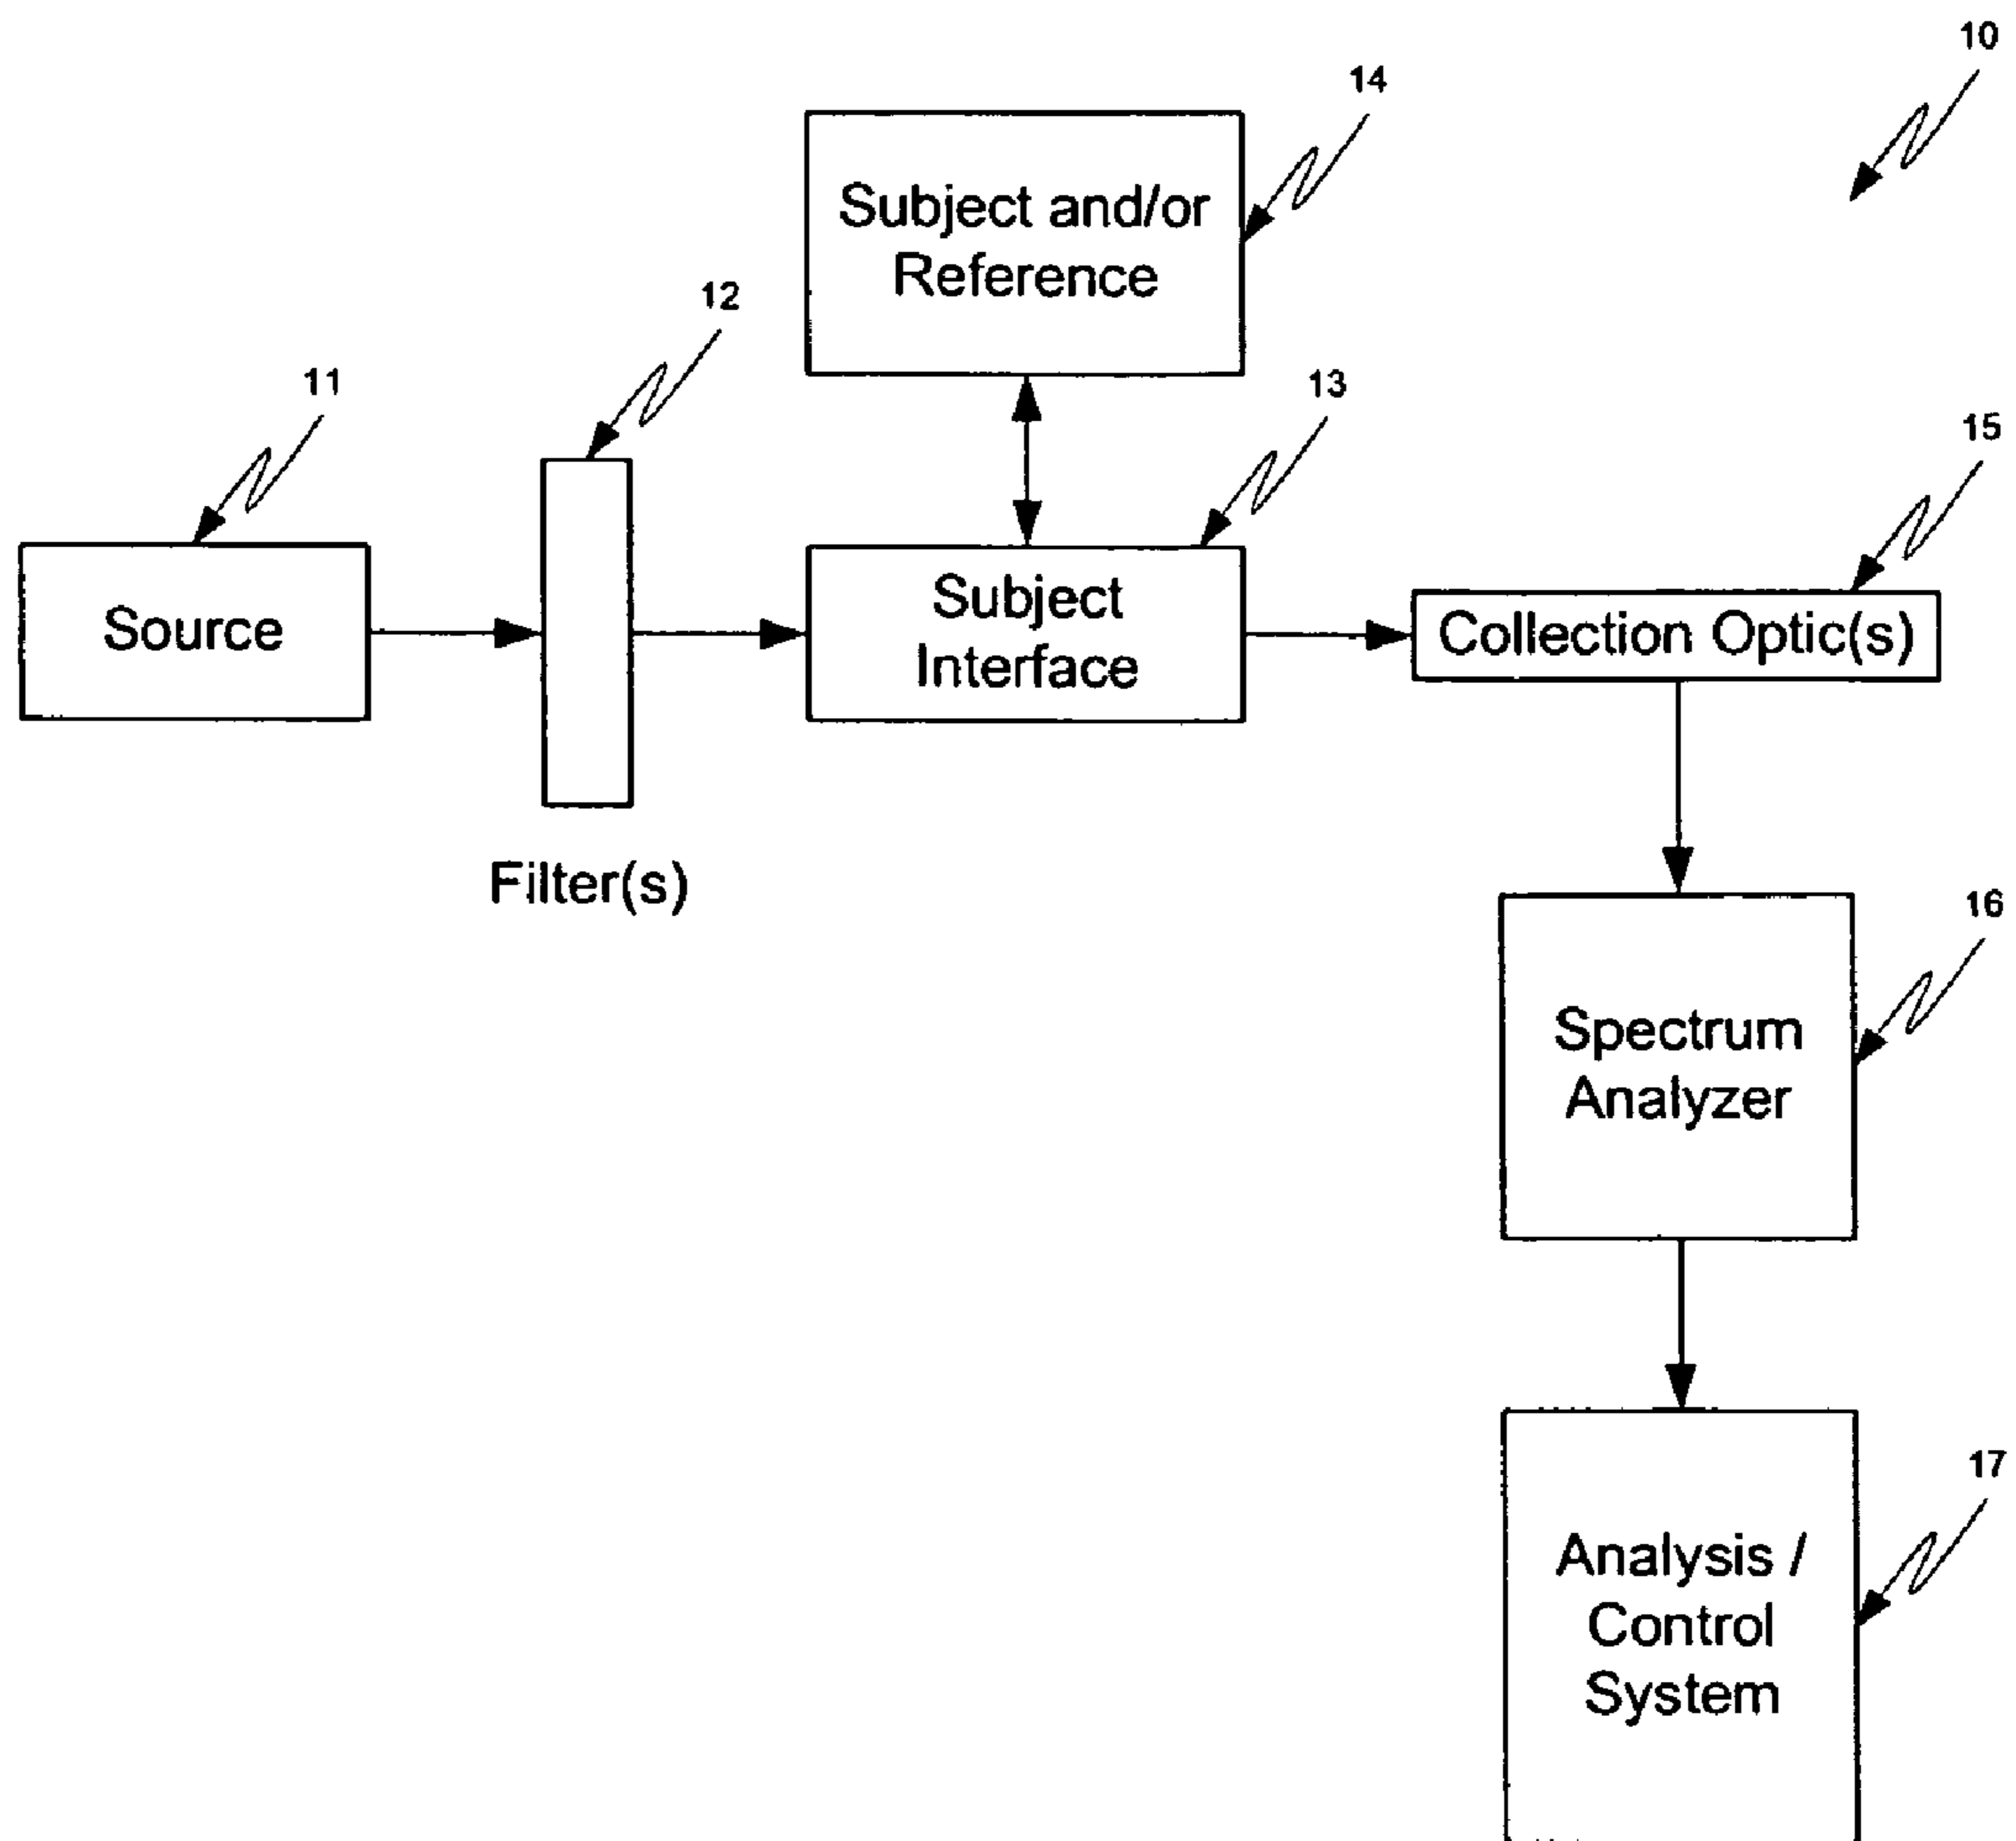 10
14
Subject and/or
Reference
12
11
13
15
Source
Subject
Interface
Collection Optic(s)
Filter(s)
16
Spectrum
Analyzer
17
Analysis /
Control
System